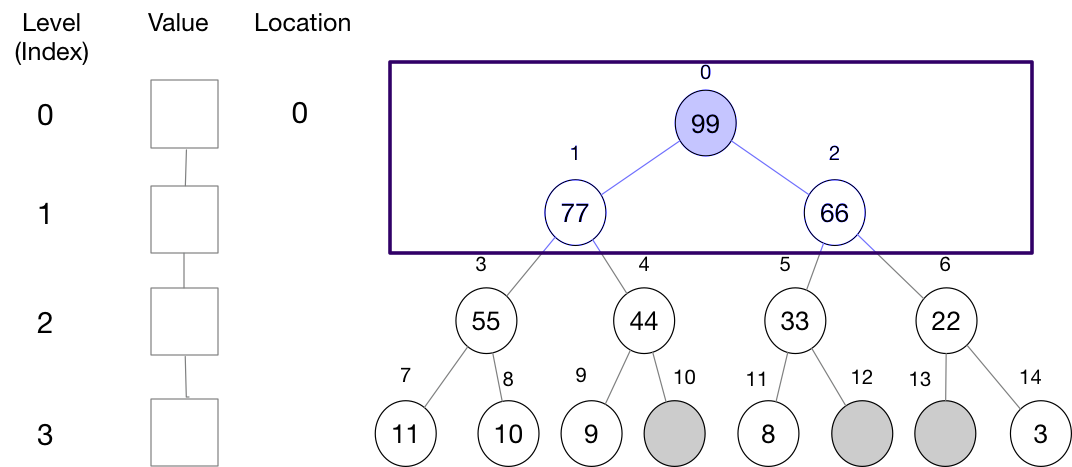 Level Value Location
(Index)
0 0 0
99
1 1 2
77 66
2 3 4 5 6
55 44 33 22
7 8 9 10 11 12 13 14
3 11 10 9 8 3